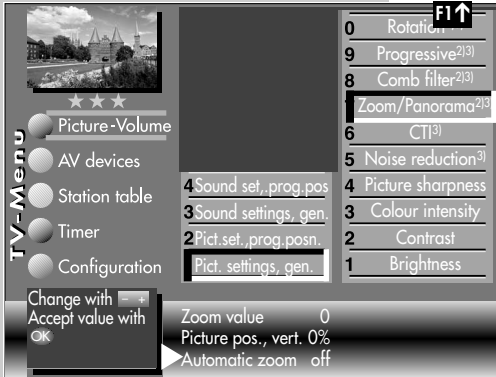 F1↑
TV-Menu
Picture-Volume
AV devices
Station table
Timer
Configuration
4 Sound set,.prog.pos
3 Sound settings, gen.
2 Pict.set.,prog.posn.
Pict. settings, gen.
0 Rotation
9 Progressive2)3)
8 Comb filter2)3)
Zoom/Panorama2)3)
6 CTI3)
5 Noise reduction3)
4 Picture sharpness
3 Colour intensity
2 Contrast
1 Brightness
Change with - +
Accept value with
OK
Zoom value 0
Picture pos., vert. 0%
Automatic zoom off